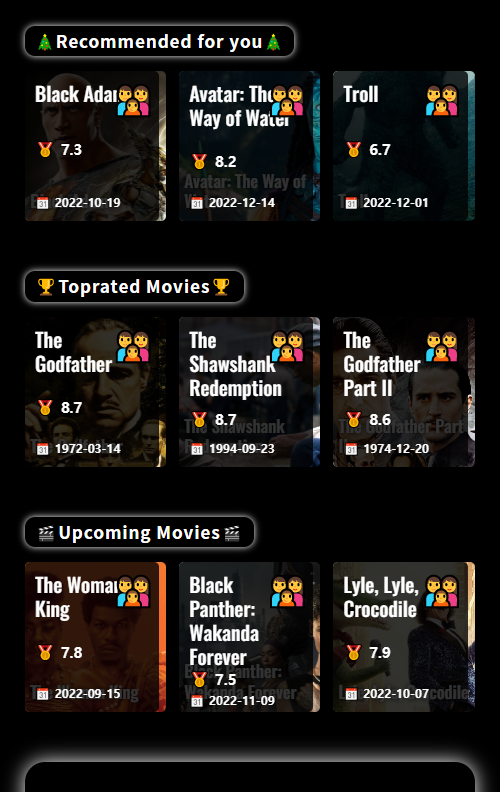 🎄Recommended for you🎄
Black Adam
7.3
2022-10-19
Avatar: The
Way of Water
8.2
Avatar: The Way of
2022-12-14
Troll
6.7
2022-12-01
🏆Toprated Movies🏆
The
Godfather
8.7
1972-03-14
The
Shawshank
Redemption
8.7
The Shawshank
1994-09-23
The
Godfather
Part II
8.6
The Godfather Part
1974-12-20
🎬Upcoming Movies🎬
The Woman
King
7.8
2022-09-15
Black
Panther:
Wakanda
Forever
Black Panther:
7.5
Wakanda Forever
2022-11-09
Lyle, Lyle,
Crocodile
7.9
2022-10-07